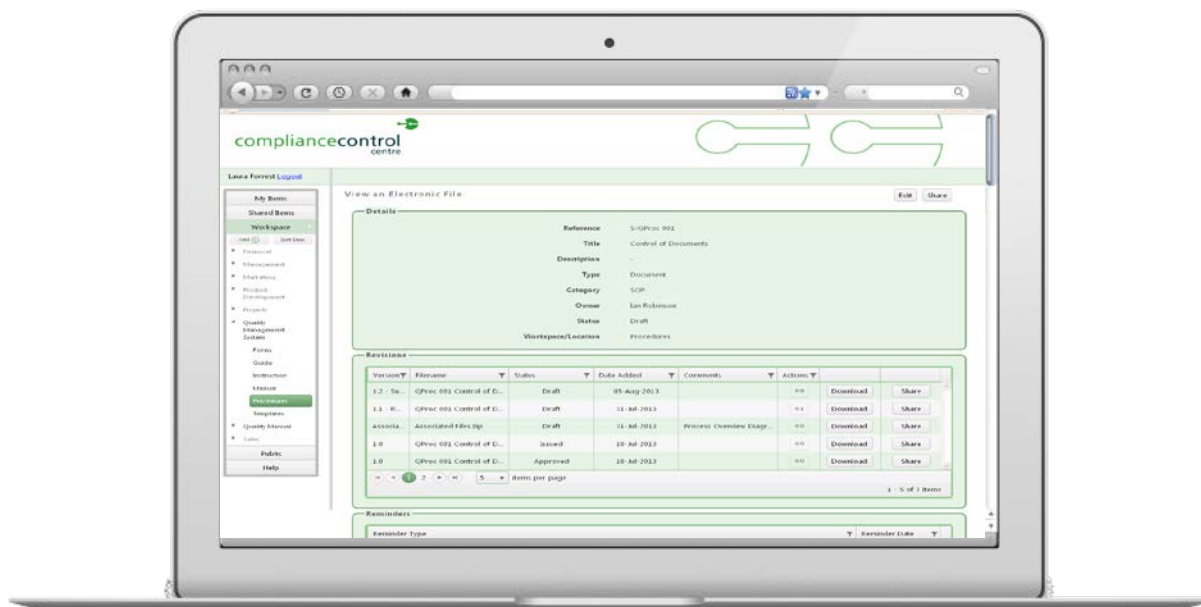 compliancecontrol
centre
Laura Forrest Logout
My Items
Shared Items
Workspace
Financial
Management
Marketing
Product
Development
Projects
Quality
Management
System
Forms
Guide
Instruction
Manual
Procedures
Templates
Quality Manual
Sales
Public
Help
View an Electronic File
Edit Share
Details
Reference S-QProc 001
Title Control of Documents
Description -
Type Document
Category SOP
Owner Ian Robinson
Status Draft
Workspace/Location Procedures
Revisions
Version Filename Status Date Added Comments Actions
QProc 001 Control of D... Draft 05-Aug-2013 Download Share
QProc 001 Control of D... Draft 31-Jul-2013 Download Share
Associa... Associated Files.zip Draft 31-Jul-2013 Process Overview Diagr... Download Share
1.0 QProc 001 Control of D... Issued Download Share
1.0 QProc 001 Control of D... Approved Download Share
1 2 5 items per page
1 - 5 of 7 items
Reminders
Reminder Type Reminder Date